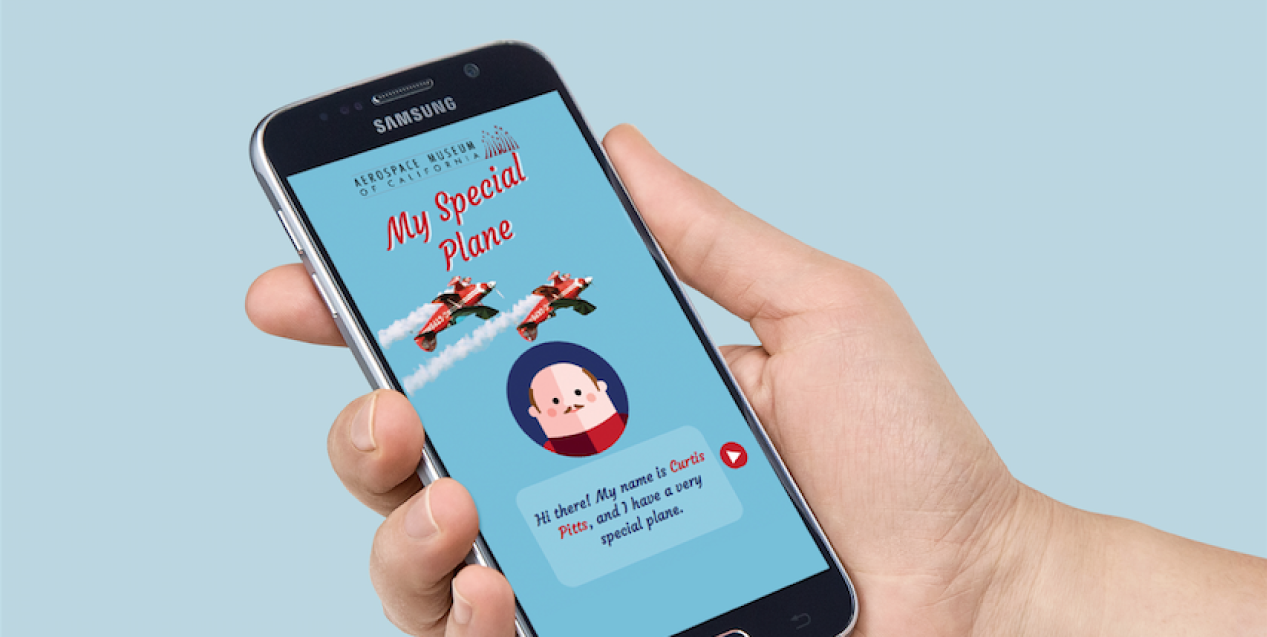 SAMSUNG
AEROSPACE MUSEUM
OF CALIFORNIA
My Special
Plane
Hi there! My name is Curtis
Pitts, and I have a very
special plane.